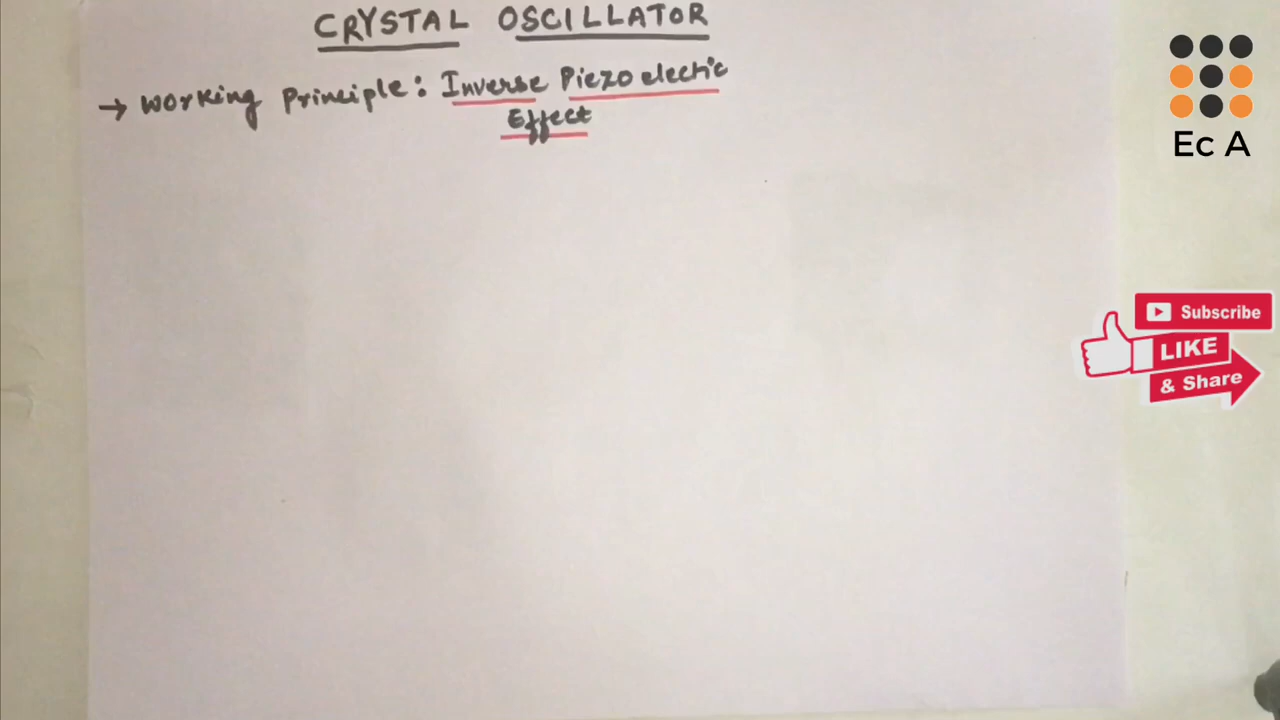 CRYSTAL OSCILLATOR
→ Working Principle: Inverse Piezo electric
Effect
Ec A
Subscribe
LIKE
& Share